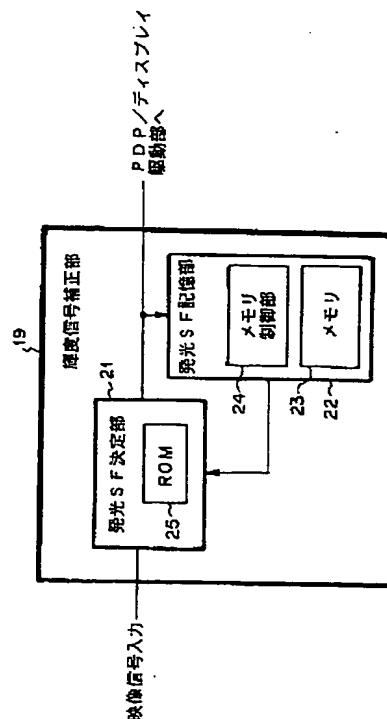 19
輝度信号補正部
映像信号入力
21
発光SF決定部
ROM
25
PDP/ディスプレイ
駆動部へ
発光SF記憶部
メモリ
制御部
24
メモリ
23
22